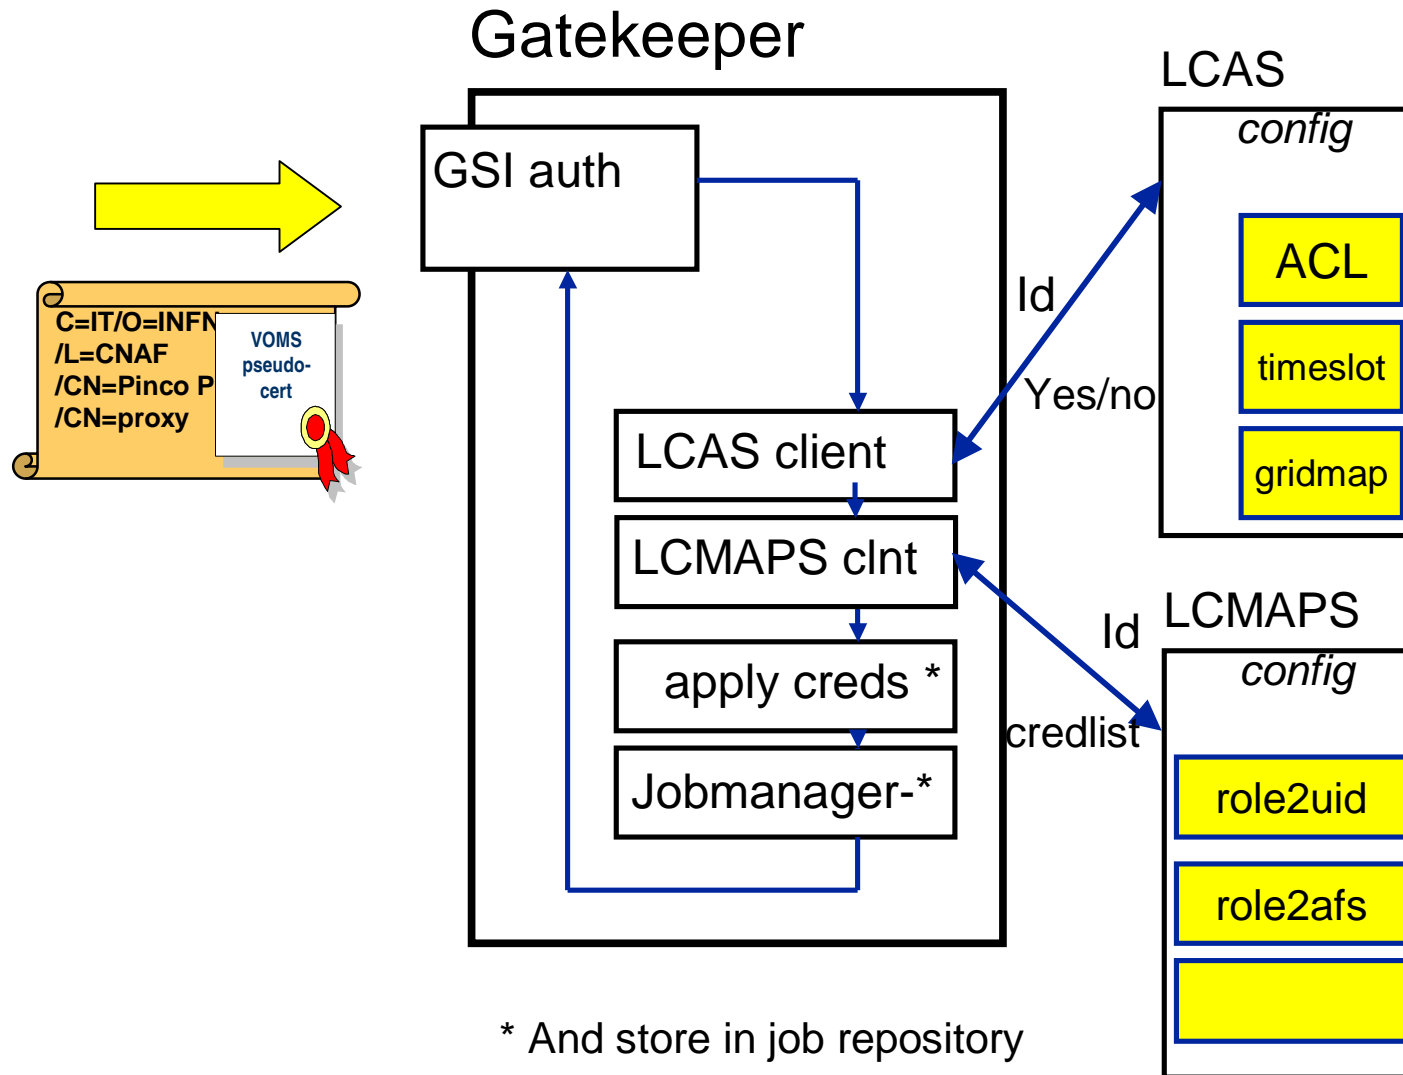 Gatekeeper
GSI auth
C=IT/O=INFN
/L=CNAF
/CN=Pinco P
/CN=proxy
VOMS
pseudo-
cert
LCAS client
LCMAPS clnt
apply creds *
Jobmanager-*
Id
Yes/no
LCAS
config
ACL
timeslot
gridmap
Id
credlist
LCMAPS
config
role2uid
role2afs
* And store in job repository